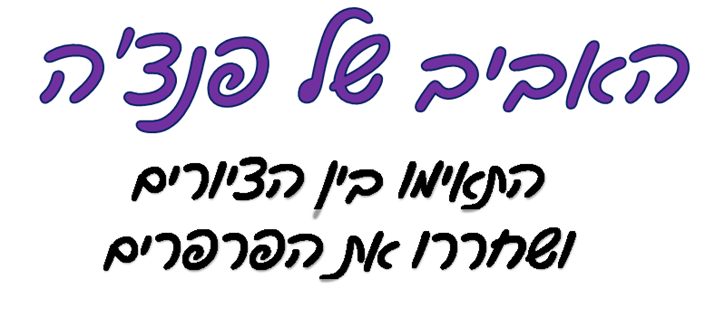 האביב של פנצ'ה
התאימו בין הציורים
ושחררו את הפרפרים